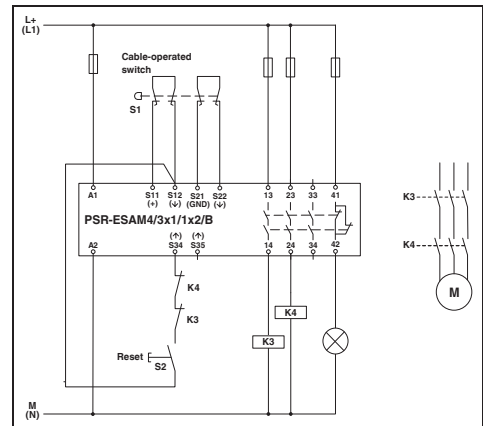 L+
(L1)
Cable-operated
switch
S1
A1 S11 S12 S21 S22 13 23 33 41
(+) (↓) (GND) (↓)
PSR-ESAM4/3x1/1x2/B
(↑) (↑)
A2 S34 S35 14 24 34 42
K4
K3
Reset
S2
K4
K3
M
(N)
K3
K4
M